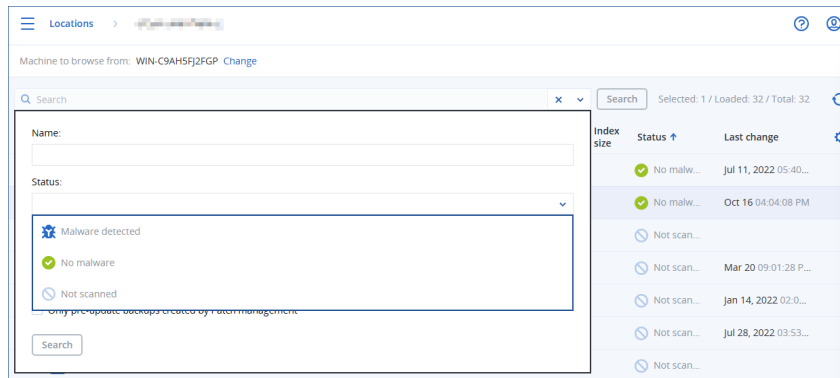 Locations >
Machine to browse from: WIN-C9AH5FJ2FGP Change
Search
Search Selected: 1 / Loaded: 32 / Total: 32
Name:
Index size Status Last change
No malw... Jul 11, 2022 05:40...
Status:
No malw... Oct 16 04:04:08 PM
Malware detected
Not scan...
No malware
Not scan... Mar 20 09:01:28 P...
Not scanned
Not scan... Jan 14, 2022 02:0...
Only pre-update backups created by Patch management
Not scan... Jul 28, 2022 03:53...
Search
Not scan...